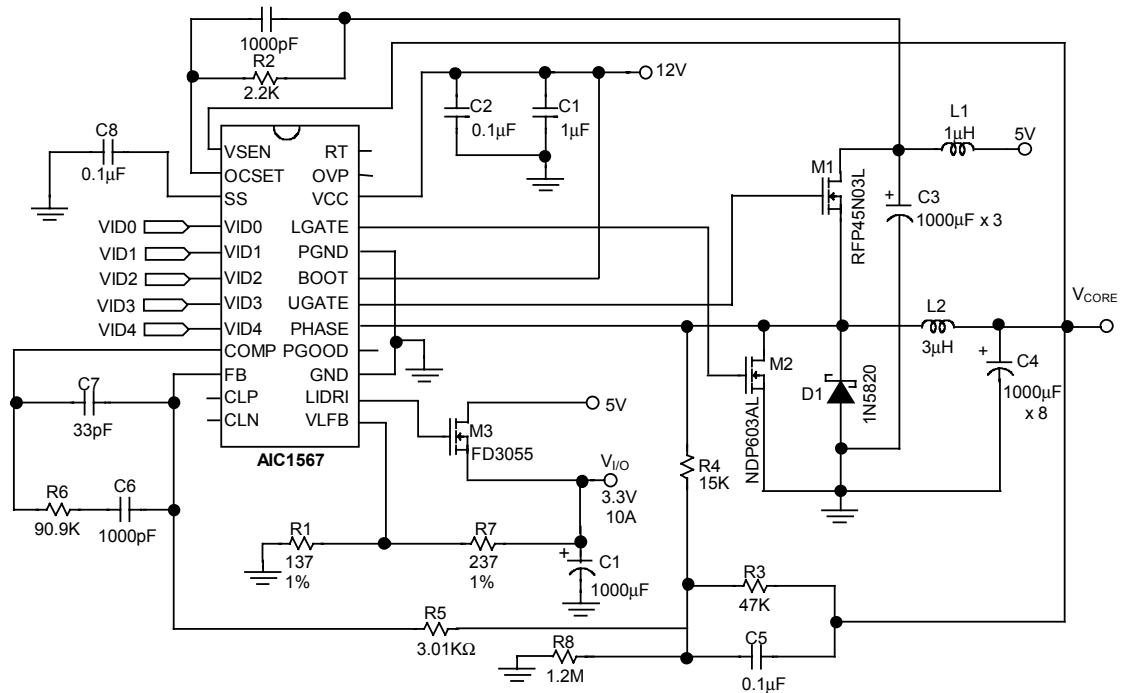 1000pF
R2
2.2K
12V
C2
0.1µF
C1
1µF
C8
0.1µF
L1
1µH
5V
VSEN
OCSET
SS
VID0
VID1
VID2
VID3
VID4
COMP
FB
CLP
CLN
RT
OVP
VCC
LGATE
PGND
BOOT
UGATE
PHASE
PGOOD
GND
LIDRI
VLFB
AIC1567
VID0
VID1
VID2
VID3
VID4
M1
RFP45N03L
C3
1000µF x 3
VCORE
L2
3µH
M2
NDP603AL
D1
1N5820
C4
1000µF
x 8
C7
33pF
5V
M3
FD3055
VI/O
3.3V
10A
R4
15K
R6
90.9K
C6
1000pF
R1
137
1%
R7
237
1%
C1
1000µF
R3
47K
R5
3.01KΩ
R8
1.2M
C5
0.1µF